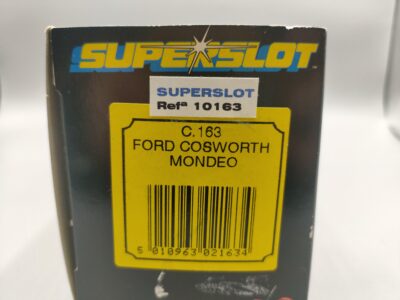 SUPERSLOT
SUPERSLOT
Refª 10163
C.163
FORD COSWORTH
MONDEO
5 010963 021634